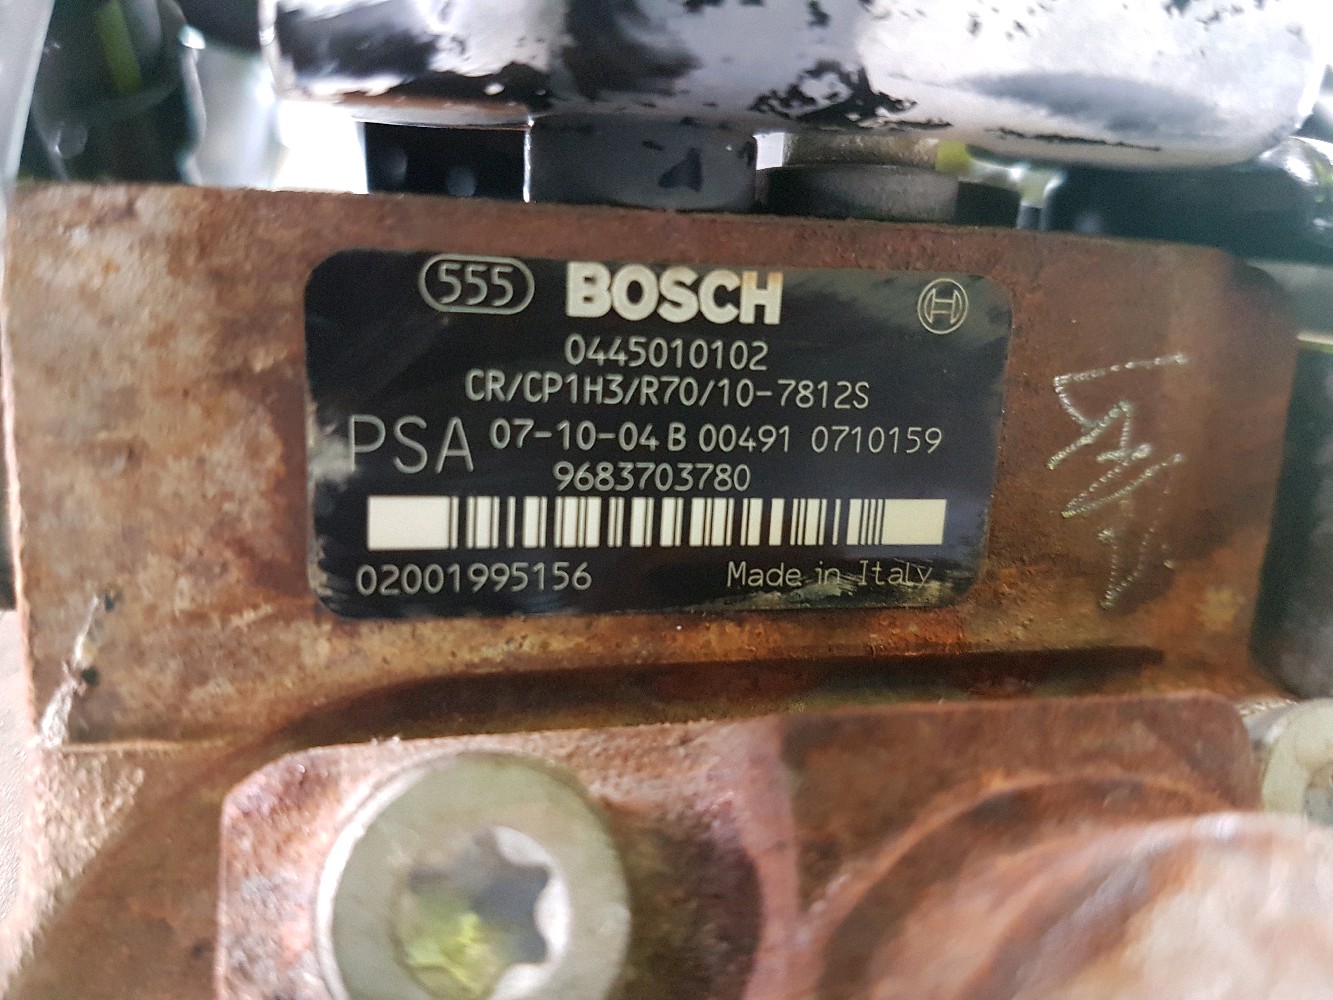 555 BOSCH
0445010102
CR/CP1H3/R70/10-7812S
PSA 07-10-04 B 00491 0710159
9683703780
02001995156 Made in Italy